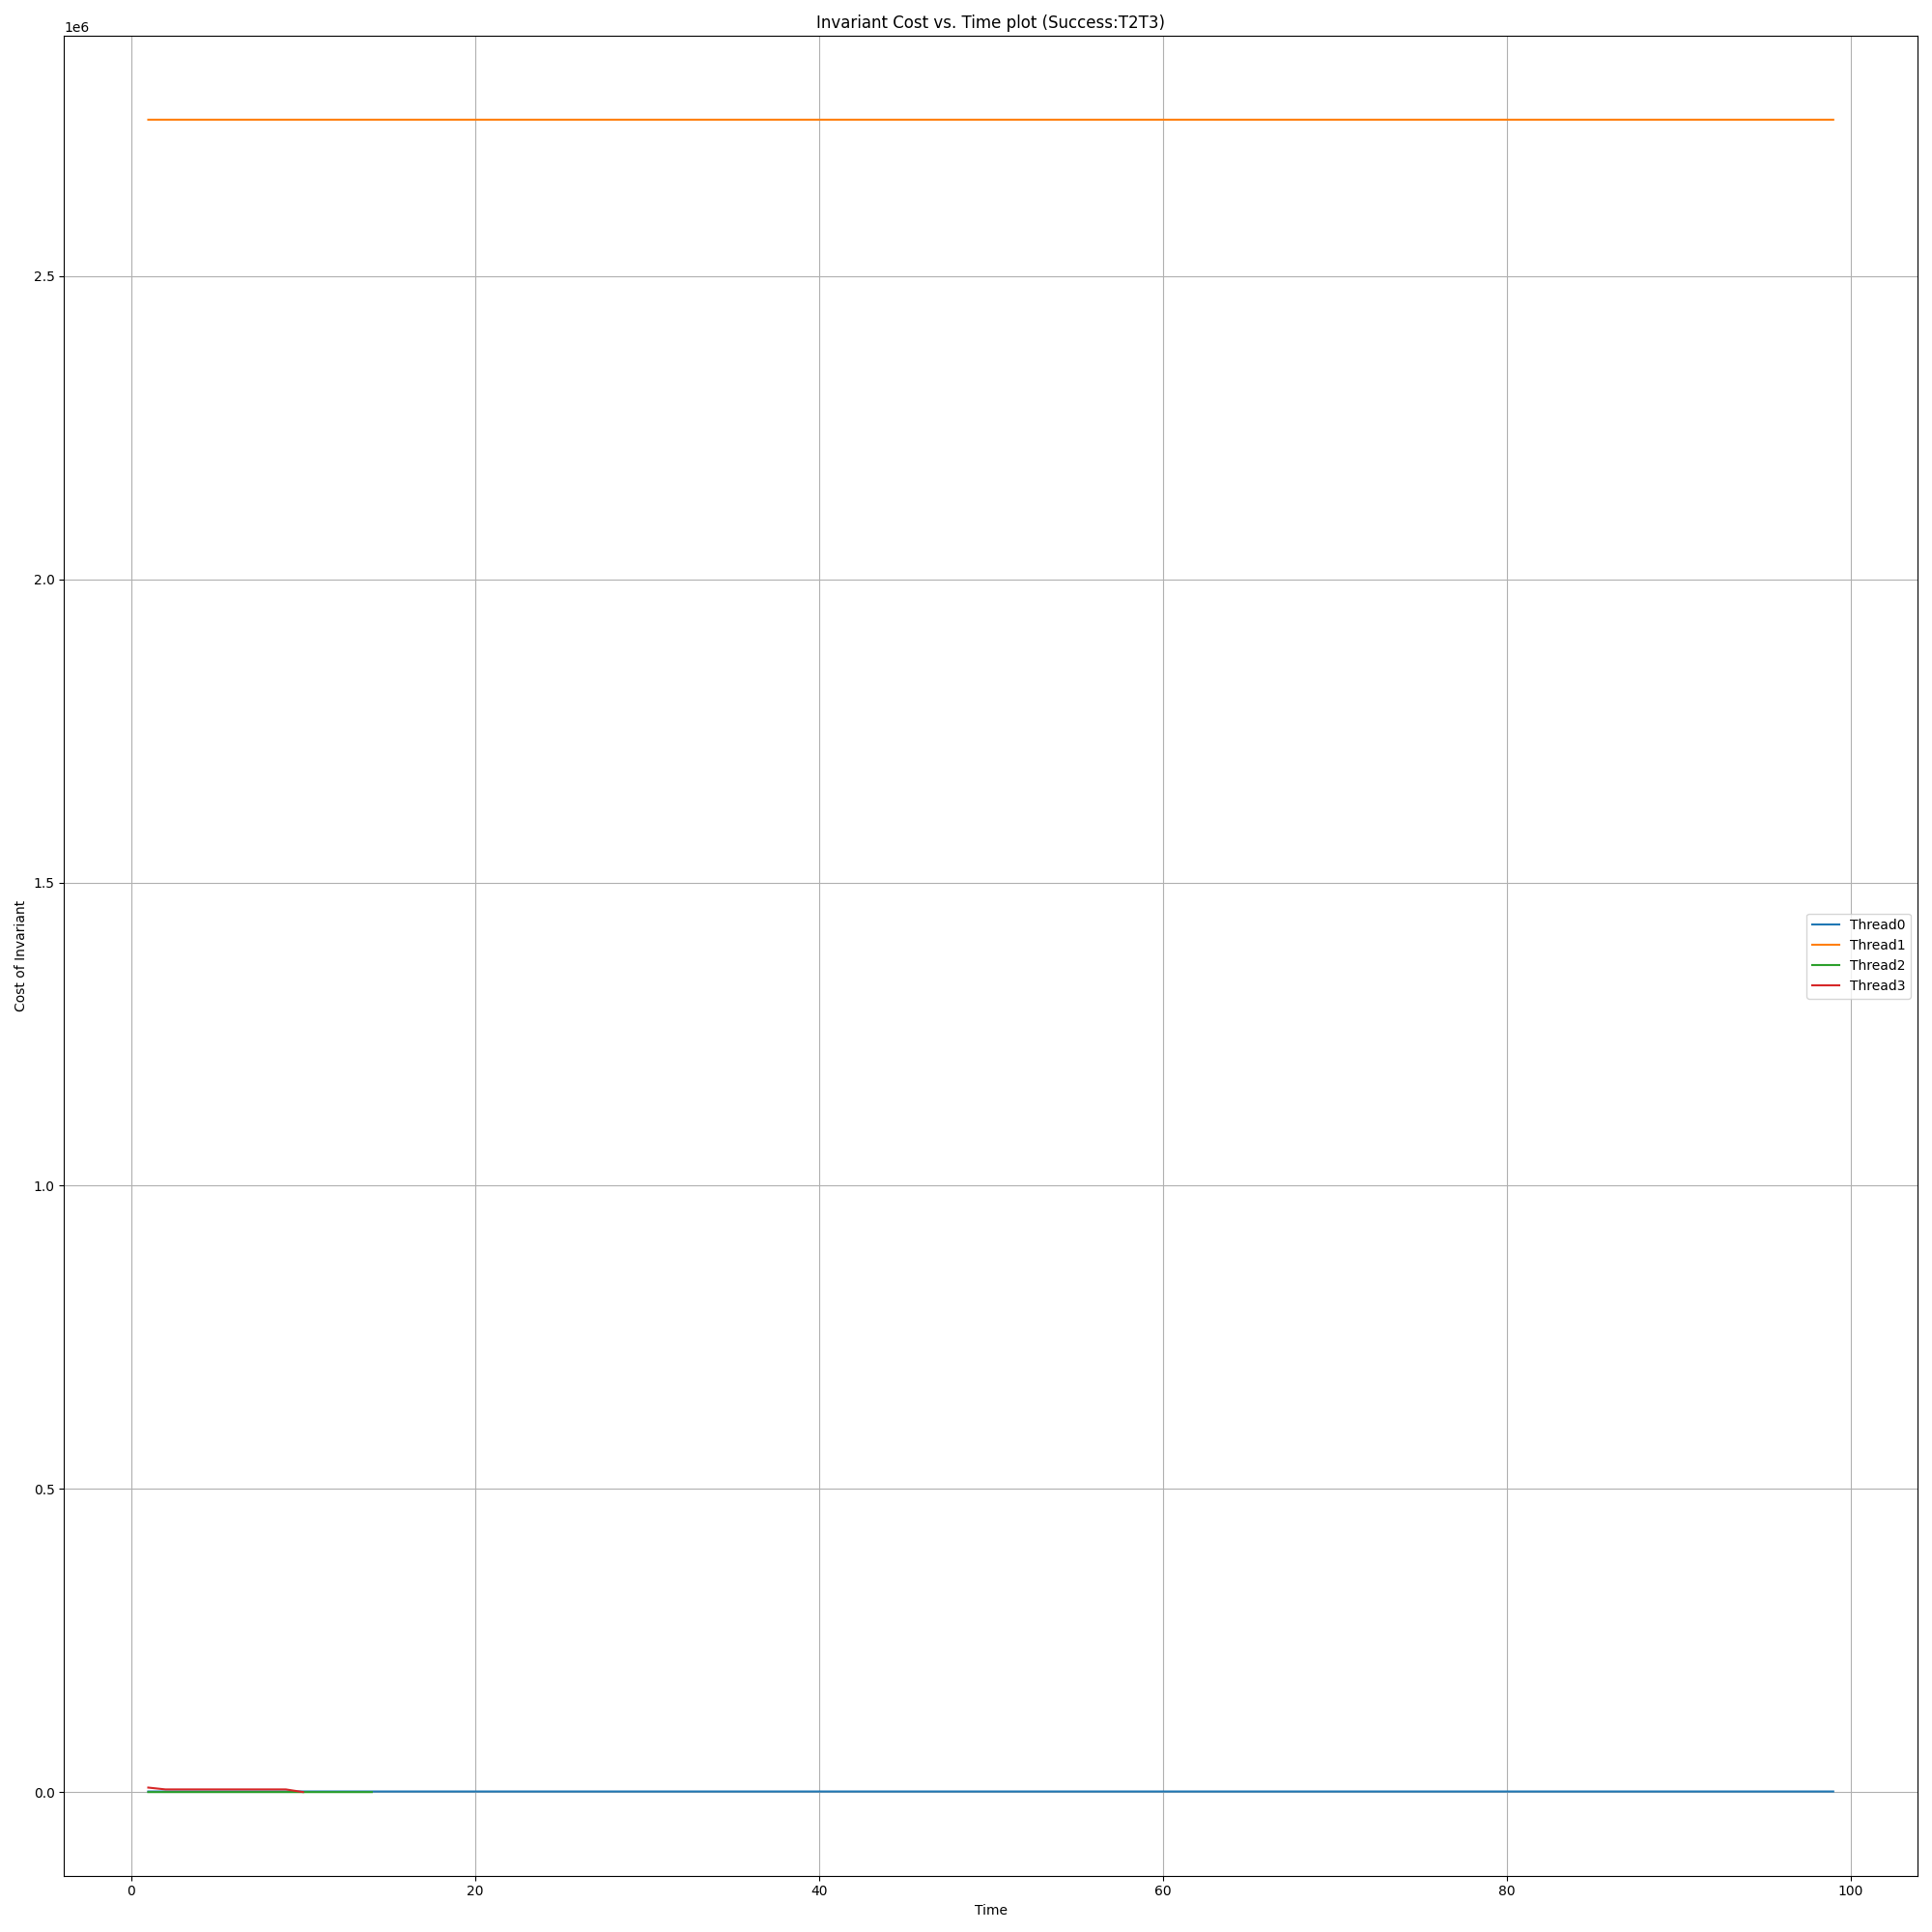 Invariant Cost vs. Time plot (Success:T2T3)
1e6
2.5
2.0
1.5
1.0
0.5
0.0
Cost of Invariant
Thread0
Thread1
Thread2
Thread3
0 20 40 60 80 100
Time